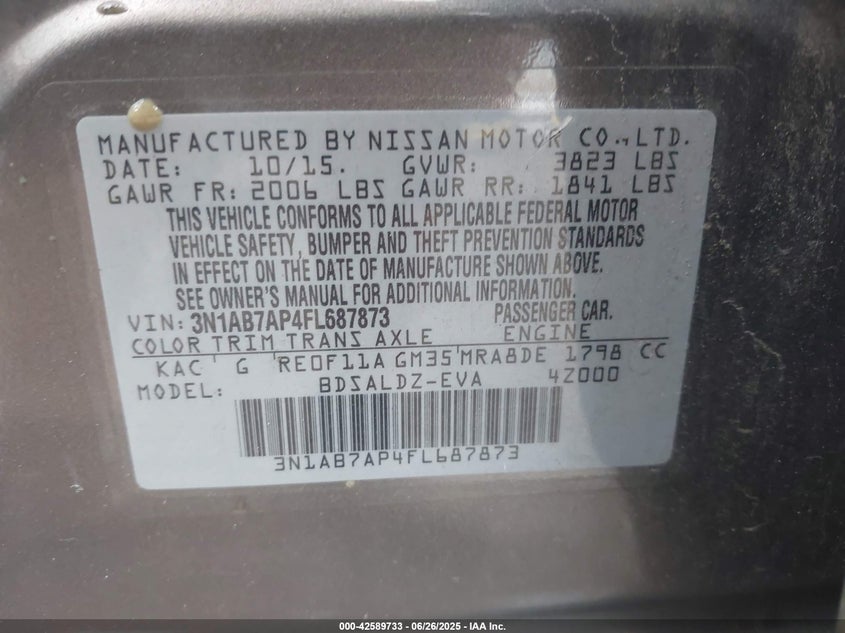 MANUFACTURED BY NISSAN MOTOR CO.,LTD.
DATE: 10/15. GVWR: 3823 LBS
GAWR FR: 2006 LBS GAWR RR: 1841 LBS
THIS VEHICLE CONFORMS TO ALL APPLICABLE FEDERAL MOTOR
VEHICLE SAFETY, BUMPER AND THEFT PREVENTION STANDARDS
IN EFFECT ON THE DATE OF MANUFACTURE SHOWN ABOVE.
SEE OWNER'S MANUAL FOR ADDITIONAL INFORMATION.
VIN: 3N1AB7AP4FL687873 PASSENGER CAR.
COLOR TRIM TRANS AXLE ENGINE
KAC G RE0F11A GM35 MRA8DE 1798 CC
MODEL: BDSALDZ-EVA 4Z000
3N1AB7AP4FL687873
000-42589733 / 06/26/2025 - IAA Inc.